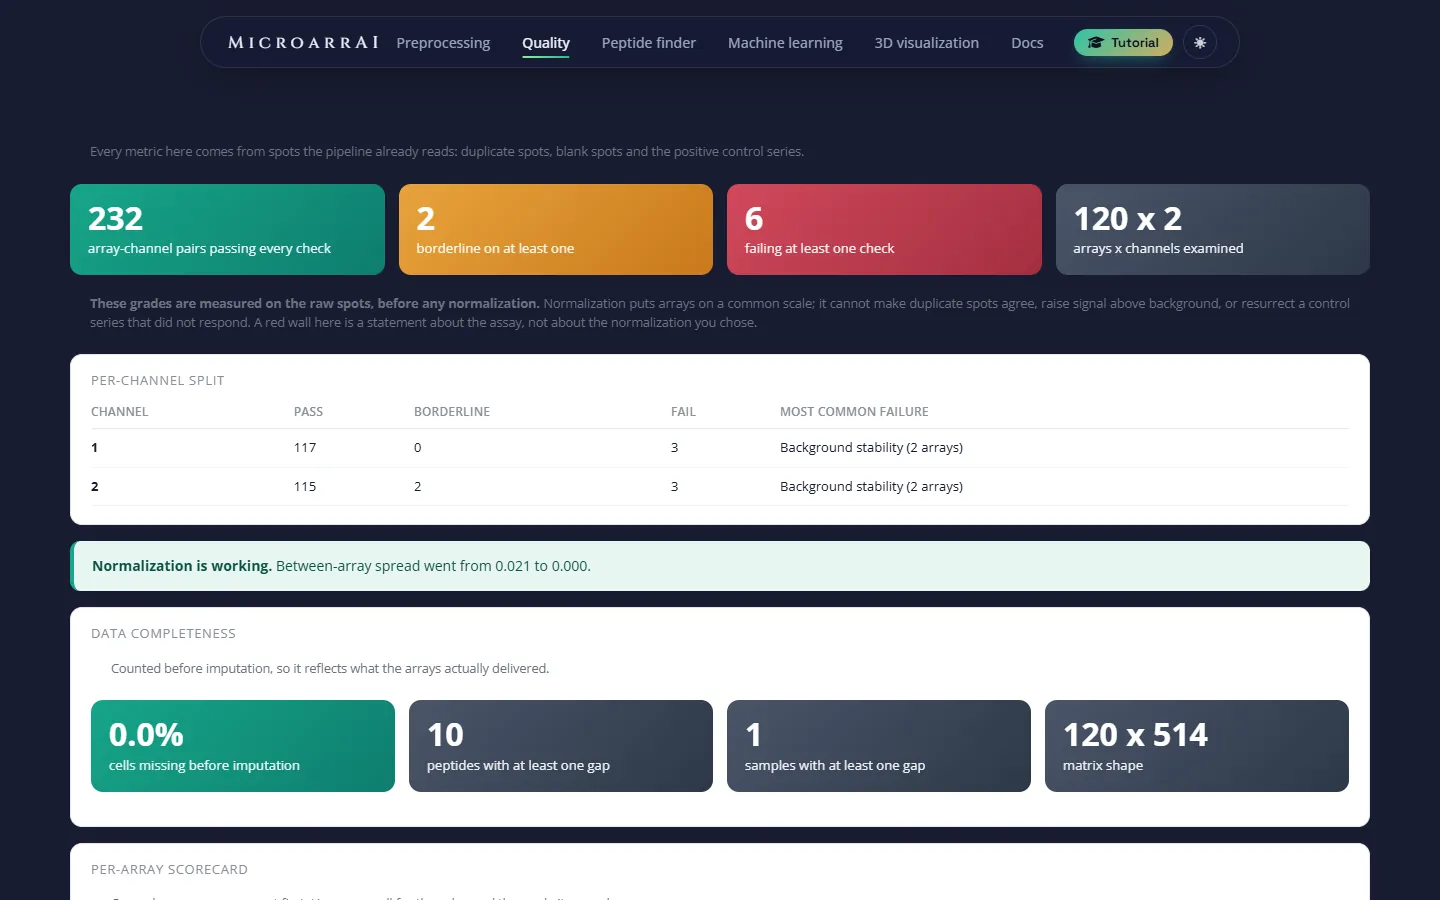 MICROARRAI Preprocessing Quality Peptide finder Machine learning 3D visualization Docs Tutorial
Every metric here comes from spots the pipeline already reads: duplicate spots, blank spots and the positive control series.
232
array-channel pairs passing every check
2
borderline on at least one
6
failing at least one check
120 x 2
arrays x channels examined
These grades are measured on the raw spots, before any normalization. Normalization puts arrays on a common scale; it cannot make duplicate spots agree, raise signal above background, or resurrect a control
series that did not respond. A red wall here is a statement about the assay, not about the normalization you chose.
PER-CHANNEL SPLIT
CHANNEL PASS BORDERLINE FAIL MOST COMMON FAILURE
1 117 0 3 Background stability (2 arrays)
2 115 2 3 Background stability (2 arrays)
Normalization is working. Between-array spread went from 0.021 to 0.000.
DATA COMPLETENESS
Counted before imputation, so it reflects what the arrays actually delivered.
0.0%
cells missing before imputation
10
peptides with at least one gap
1
samples with at least one gap
120 x 514
matrix shape
PER-ARRAY SCORECARD